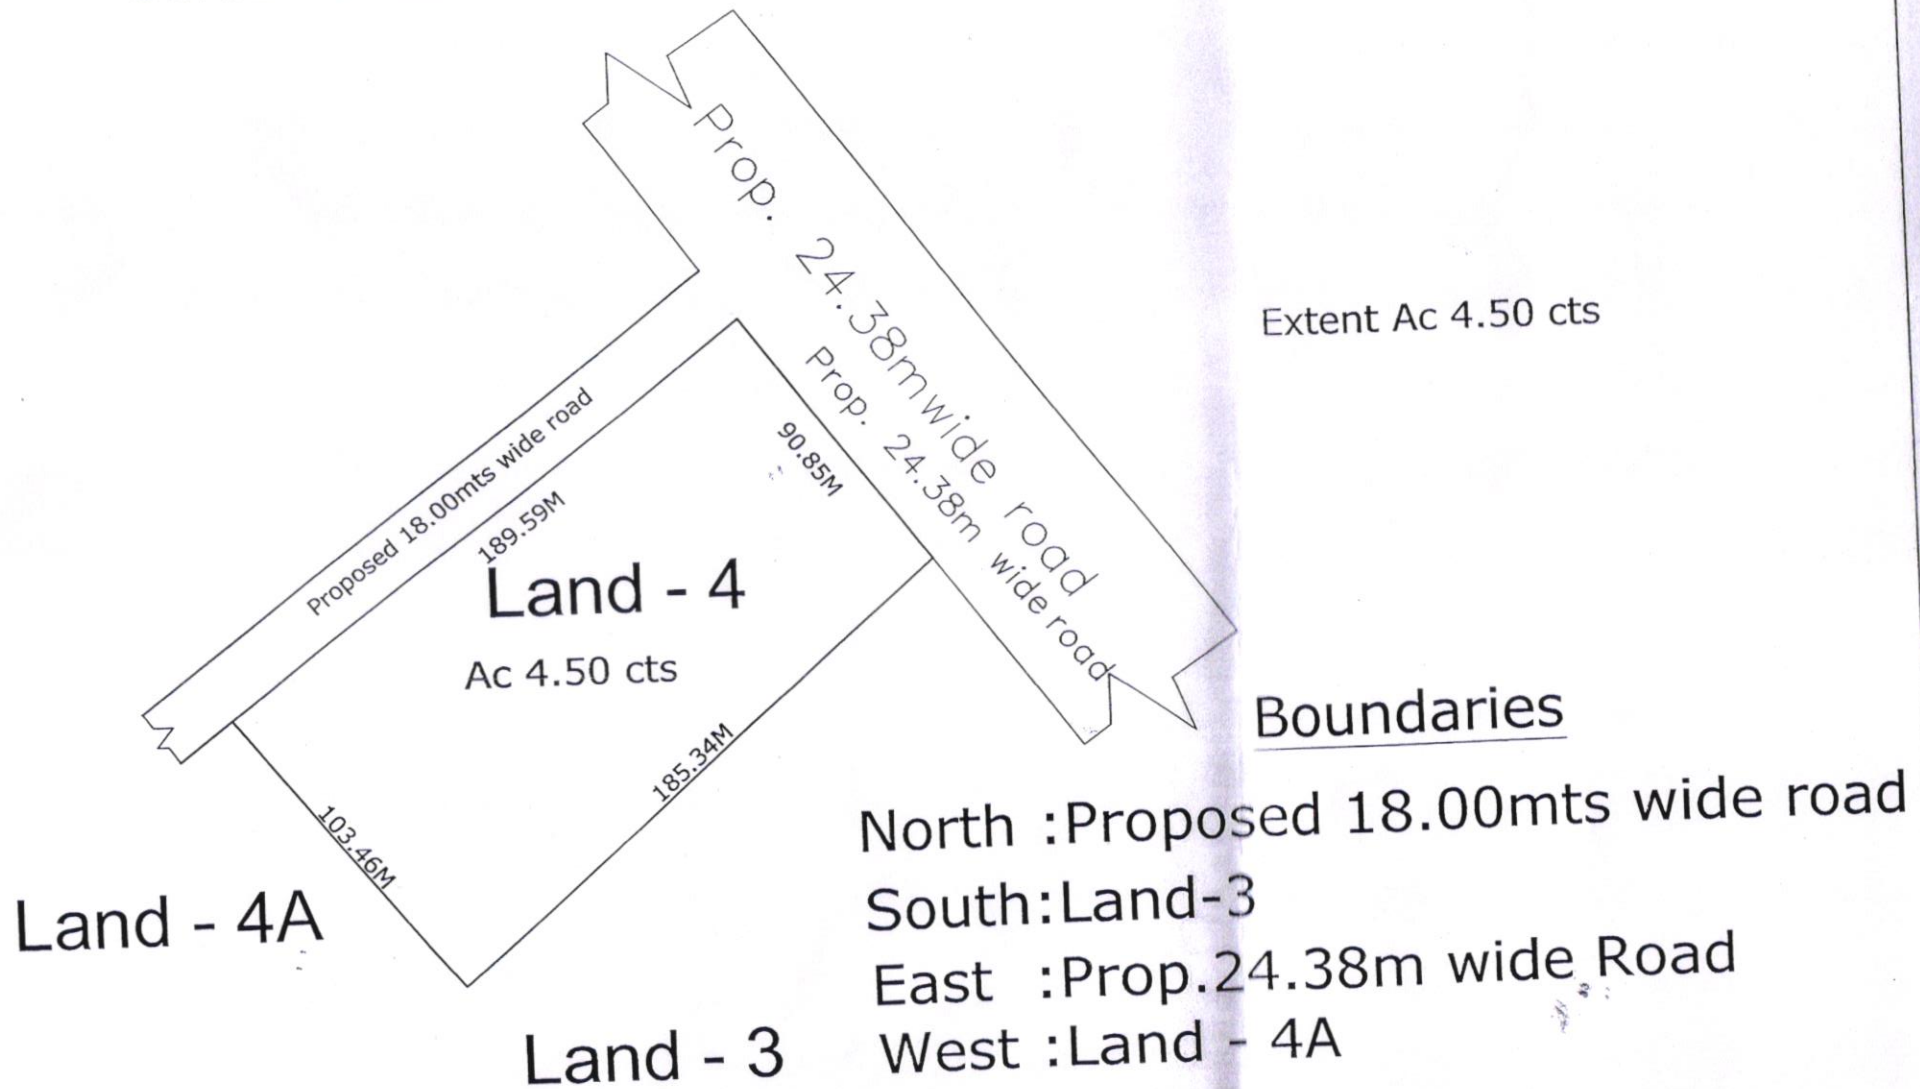 Prop. 24.38mwide road
Extent Ac 4.50 cts
Prop. 24.38m wide road
Proposed 18.00mts wide road
90.85M
189.59M
Land - 4
Ac 4.50 cts
185.34M
103.46M
Land - 4A
Land - 3
Boundaries
North :Proposed 18.00mts wide road
South:Land-3
East :Prop.24.38m wide Road
West :Land - 4A